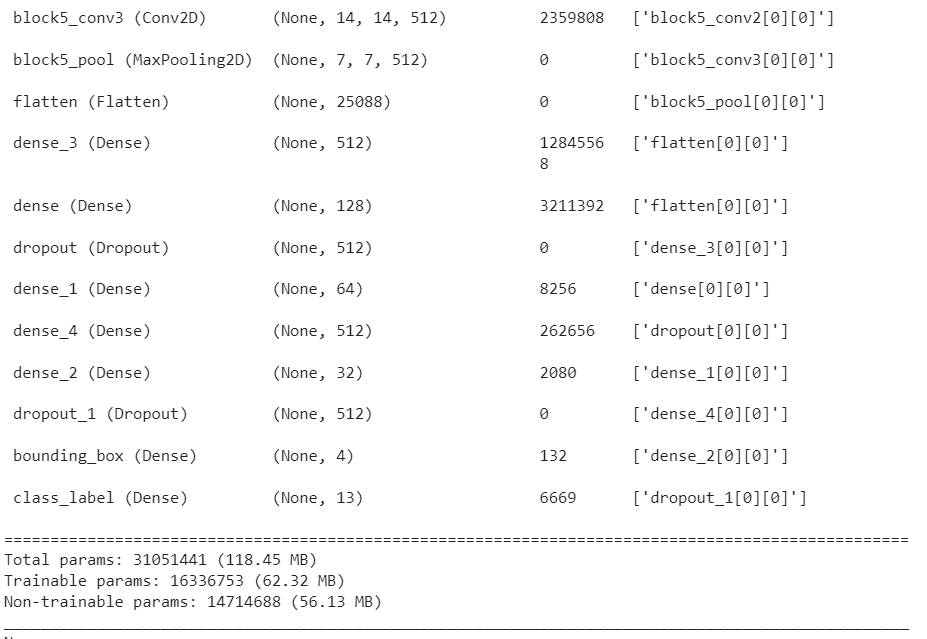 block5_conv3 (Conv2D) (None, 14, 14, 512) 2359808 ['block5_conv2[0][0]']
block5_pool (MaxPooling2D) (None, 7, 7, 512) 0 ['block5_conv3[0][0]']
flatten (Flatten) (None, 25088) 0 ['block5_pool[0][0]']
dense_3 (Dense) (None, 512) 1284556 ['flatten[0][0]']
8
dense (Dense) (None, 128) 3211392 ['flatten[0][0]']
dropout (Dropout) (None, 512) 0 ['dense_3[0][0]']
dense_1 (Dense) (None, 64) 8256 ['dense[0][0]']
dense_4 (Dense) (None, 512) 262656 ['dropout[0][0]']
dense_2 (Dense) (None, 32) 2080 ['dense_1[0][0]']
dropout_1 (Dropout) (None, 512) 0 ['dense_4[0][0]']
bounding_box (Dense) (None, 4) 132 ['dense_2[0][0]']
class_label (Dense) (None, 13) 6669 ['dropout_1[0][0]']
==================================================================================================
Total params: 31051441 (118.45 MB)
Trainable params: 16336753 (62.32 MB)
Non-trainable params: 14714688 (56.13 MB)
__________________________________________________________________________________________________